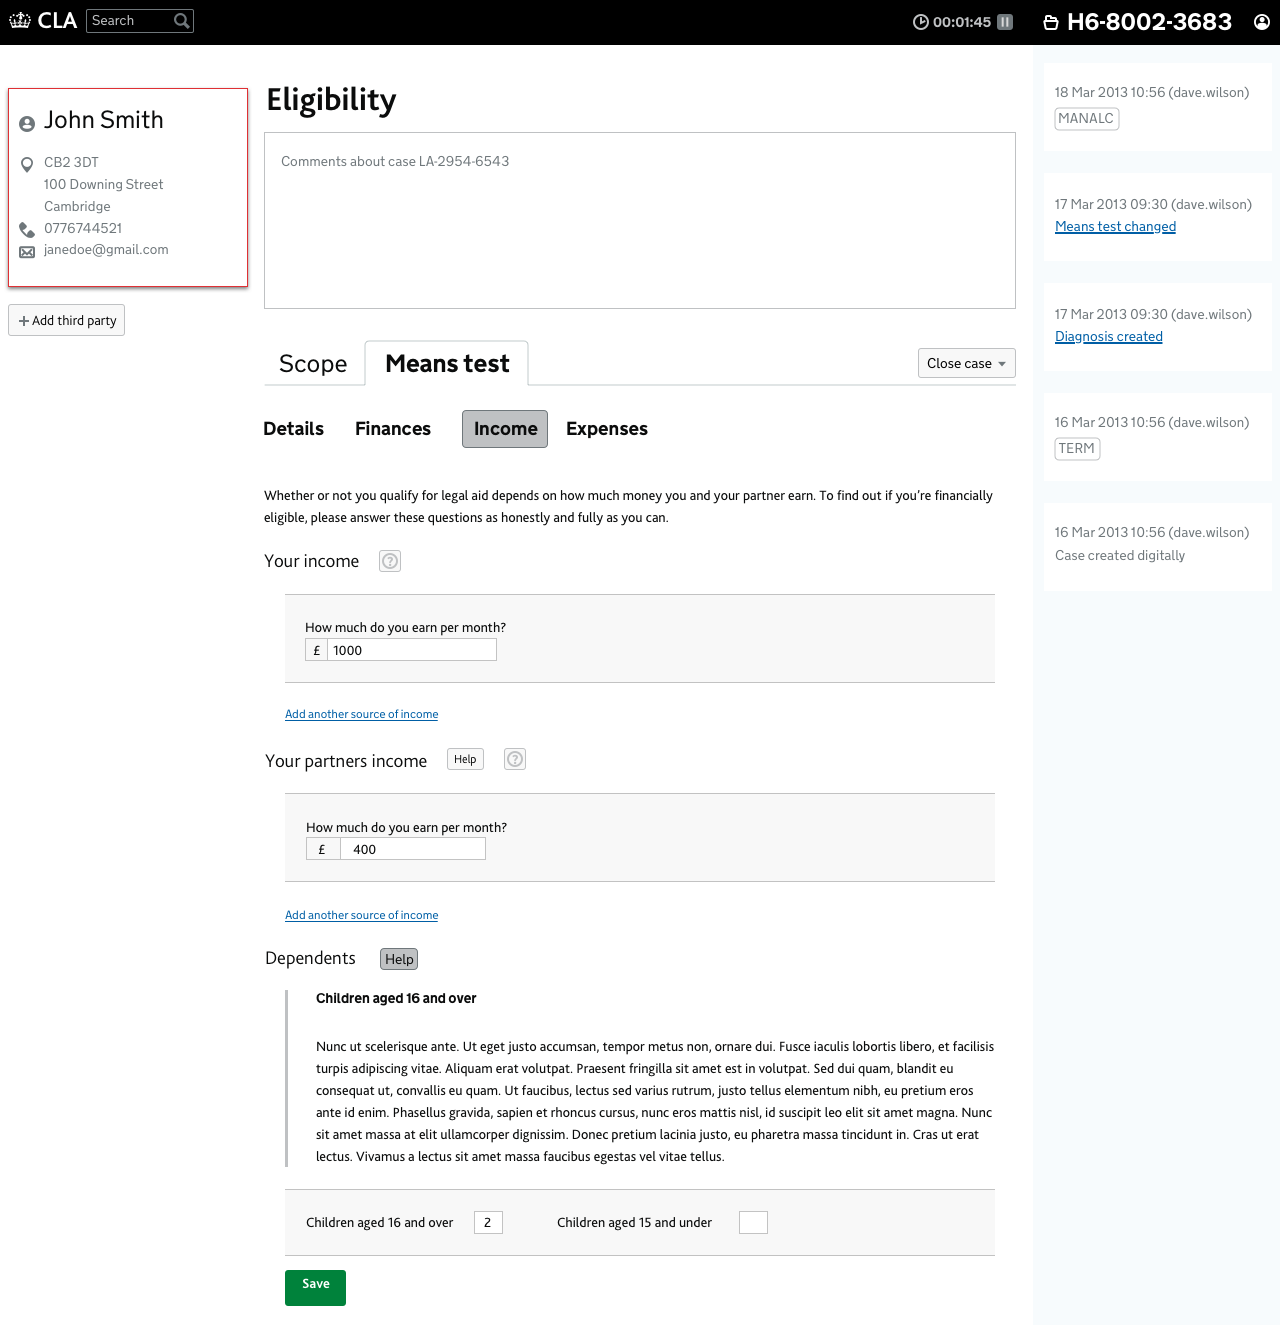 CLA
Search
00:01:45
H6-8002-3683
John Smith
CB2 3DT
100 Downing Street
Cambridge
0776744521
janedoe@gmail.com
Add third party
Eligibility
Comments about case LA-2954-6543
Scope
Means test
Close case
Details
Finances
Income
Expenses
Whether or not you qualify for legal aid depends on how much money you and your partner earn. To find out if you're financially
eligible, please answer these questions as honestly and fully as you can.
Your income
?
How much do you earn per month?
£ 1000
Add another source of income
Your partners income
Help
?
How much do you earn per month?
£ 400
Add another source of income
Dependents
Help
Children aged 16 and over
Nunc ut scelerisque ante. Ut eget justo accumsan, tempor metus non, ornare dui. Fusce iaculis lobortis libero, et facilisis
turpis adipiscing vitae. Aliquam erat volutpat. Praesent fringilla sit amet est in volutpat. Sed dui quam, blandit eu
consequat ut, convallis eu quam. Ut faucibus, lectus sed varius rutrum, justo tellus elementum nibh, eu pretium eros
ante id enim. Phasellus gravida, sapien et rhoncus cursus, nunc eros mattis nisl, id suscipit leo elit sit amet magna. Nunc
sit amet massa at elit ullamcorper dignissim. Donec pretium lacinia justo, eu pharetra massa tincidunt in. Cras ut erat
lectus. Vivamus a lectus sit amet massa faucibus egestas vel vitae tellus.
Children aged 16 and over
2
Children aged 15 and under
Save
18 Mar 2013 10:56 (dave.wilson)
MANALC
17 Mar 2013 09:30 (dave.wilson)
Means test changed
17 Mar 2013 09:30 (dave.wilson)
Diagnosis created
16 Mar 2013 10:56 (dave.wilson)
TERM
16 Mar 2013 10:56 (dave.wilson)
Case created digitally